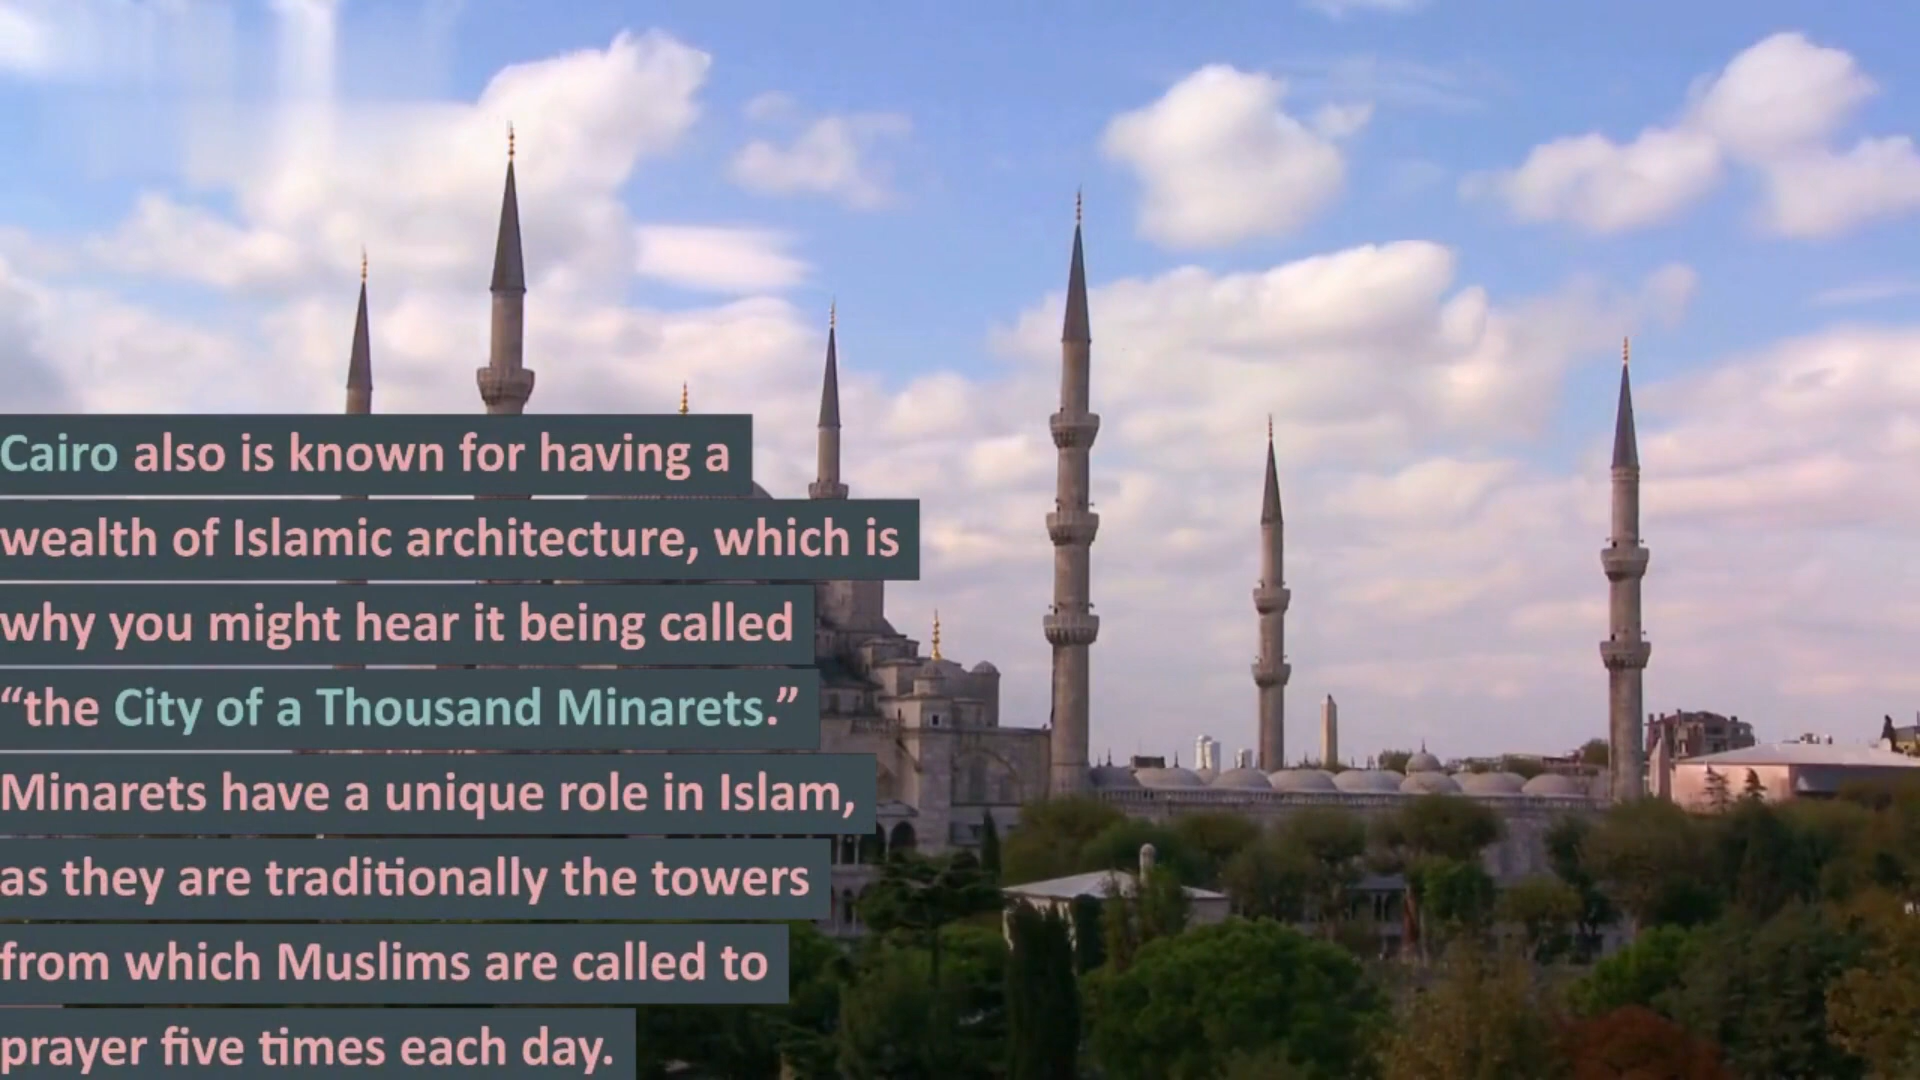 Cairo also is known for having a
wealth of Islamic architecture, which is
why you might hear it being called
“the City of a Thousand Minarets.”
Minarets have a unique role in Islam,
as they are traditionally the towers
from which Muslims are called to
prayer five times each day.